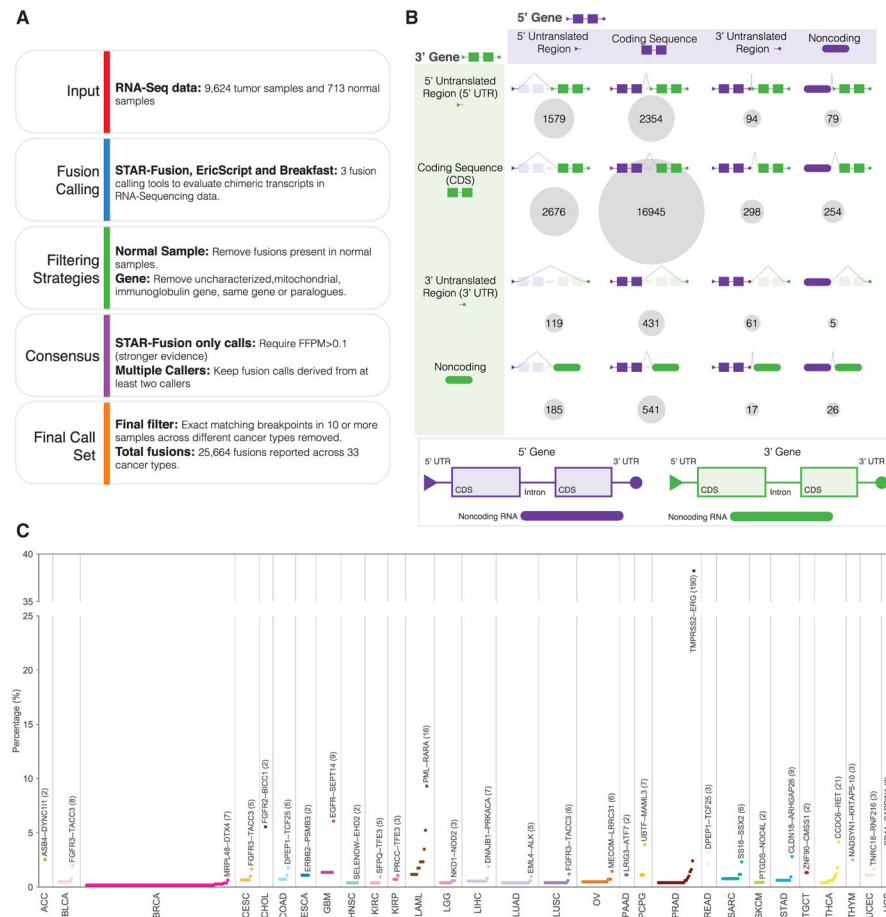 A
Input
RNA-Seq data: 9,624 tumor samples and 713 normal
samples
Fusion
Calling
STAR-Fusion, EricScript and Breakfast: 3 fusion
calling tools to evaluate chimeric transcripts in
RNA-Sequencing data.
Filtering
Strategies
Normal Sample: Remove fusions present in normal
samples.
Gene: Remove uncharacterized,mitochondrial,
immunoglobulin gene, same gene or paralogues.
Consensus
STAR-Fusion only calls: Require FFPM>0.1
(stronger evidence)
Multiple Callers: Keep fusion calls derived from at
least two callers
Final Call
Set
Final filter: Exact matching breakpoints in 10 or more
samples across different cancer types removed.
Total fusions: 25,664 fusions reported across 33
cancer types.
B
5' Gene
3' Gene
5' Untranslated
Region
Coding Sequence
3' Untranslated
Region
Noncoding
5' Untranslated
Region (5' UTR)
1579
2354
94
79
Coding Sequence
(CDS)
2676
16945
298
254
3' Untranslated
Region (3' UTR)
119
431
61
5
Noncoding
185
541
17
26
5' Gene
5' UTR
3' UTR
CDS
Intron
CDS
Noncoding RNA
3' Gene
5' UTR
3' UTR
CDS
Intron
CDS
Noncoding RNA
C
Percentage (%)
40
35
25
20
15
10
5
0
ASB4–DYNC1I1 (2)
FGFR3–TACC3 (8)
MRPL48–DTX4 (7)
FGFR3–TACC3 (5)
FGFR2–BICC1 (2)
DPEP1–TCF25 (5)
ERBB2–PSMB3 (2)
EGFR–SEPT14 (9)
SELENOW–EHD2 (2)
SFPQ–TFE3 (5)
PRCC–TFE3 (3)
PML–RARA (16)
NKD1–NOD2 (3)
DNAJB1–PRKACA (7)
EML4–ALK (5)
FGFR3–TACC3 (6)
MECOM–LRRC31 (6)
LRIG3–ATF7 (2)
UBTF–MAML3 (7)
TMPRSS2–ERG (190)
DPEP1–TCF25 (3)
SS18–SSX2 (6)
PTGDS–NOC4L (2)
CLDN18–ARHGAP26 (9)
ZNF90–CMSS1 (2)
CCDC6–RET (21)
NADSYN1–KRTAP5-10 (3)
TNRC18–RNF216 (3)
ACC
BLCA
BRCA
CESC
CHOL
COAD
ESCA
GBM
HNSC
KIRC
KIRP
LAML
LGG
LIHC
LUAD
LUSC
OV
PAAD
PCPG
PRAD
READ
SARC
SKCM
STAD
TGCT
THCA
THYM
UCEC